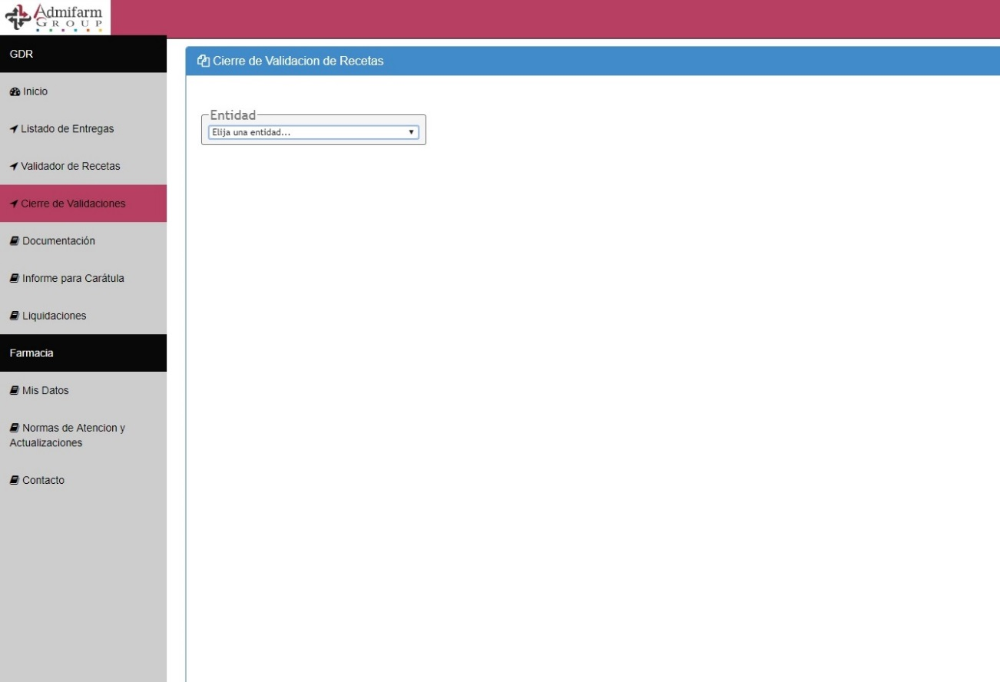 Admifarm
GROUP
GDR
Inicio
Listado de Entregas
Validador de Recetas
Cierre de Validaciones
Documentación
Informe para Carátula
Liquidaciones
Farmacia
Mis Datos
Normas de Atencion y
Actualizaciones
Contacto
Cierre de Validacion de Recetas
Entidad
Elija una entidad...